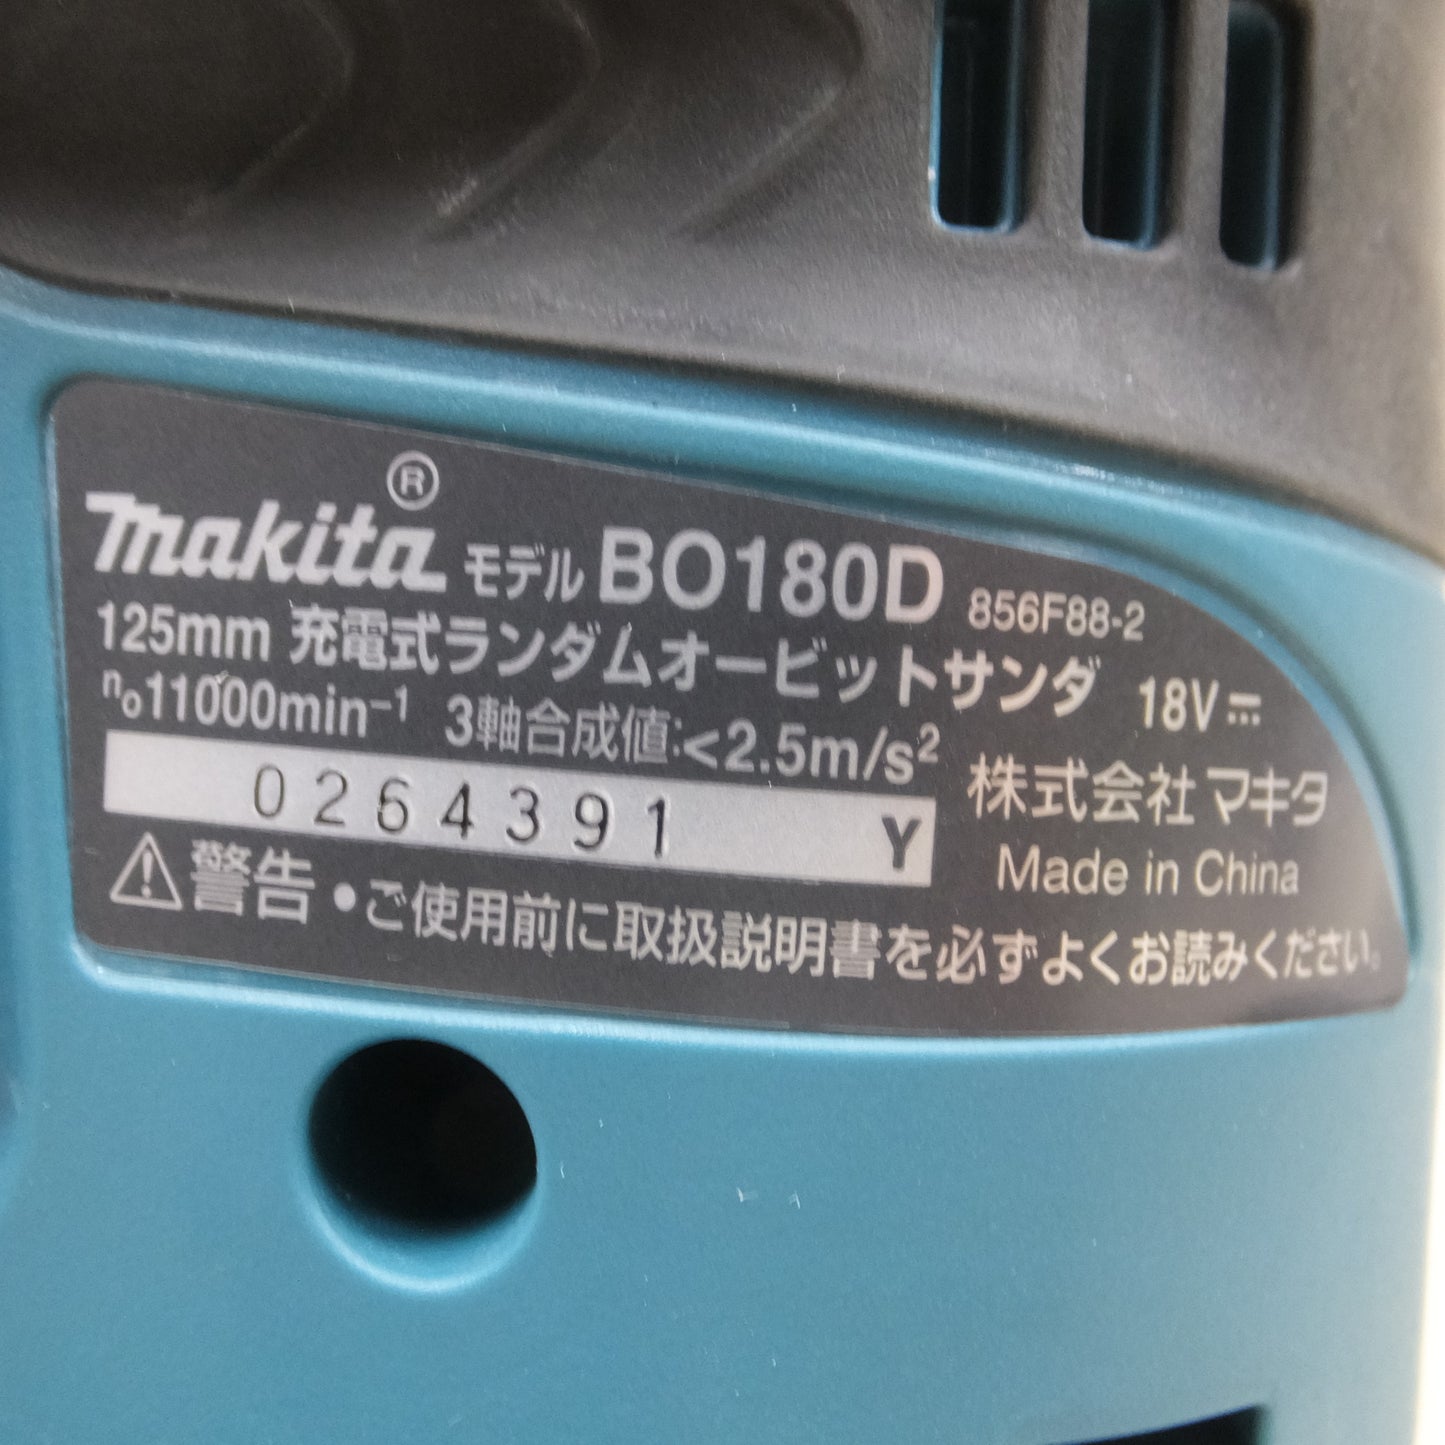 makita® モデル BO180D 856F88-2
125mm 充電式ランダムオービットサンダ 18V⎓
n₀11000min⁻¹ 3軸合成値:<2.5m/s²
0264391 Y
株式会社マキタ
Made in China
⚠警告 •ご使用前に取扱説明書を必ずよくお読みください。